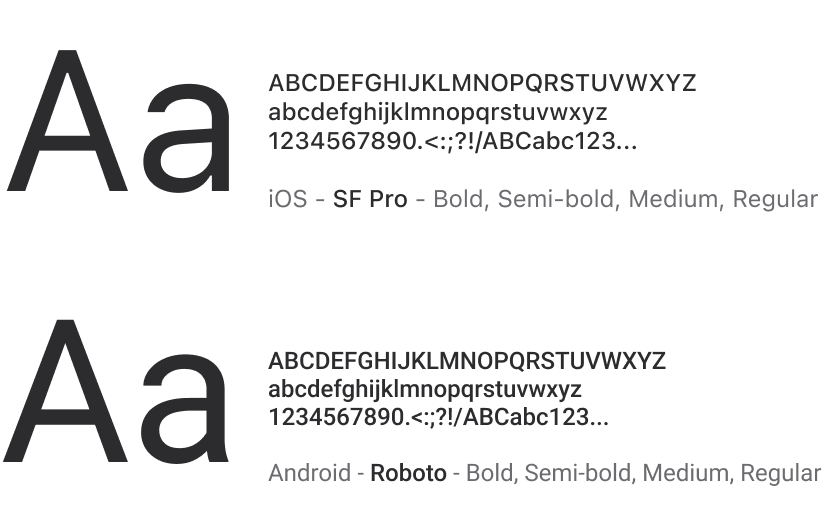 Aa
ABCDEFGHIJKLMNOPQRSTUVWXYZ
abcdefghijklmnopqrstuvwxyz
1234567890.<:;?!/ABCabc123...
iOS - SF Pro - Bold, Semi-bold, Medium, Regular
Aa
ABCDEFGHIJKLMNOPQRSTUVWXYZ
abcdefghijklmnopqrstuvwxyz
1234567890.<:;?!/ABCabc123...
Android - Roboto - Bold, Semi-bold, Medium, Regular